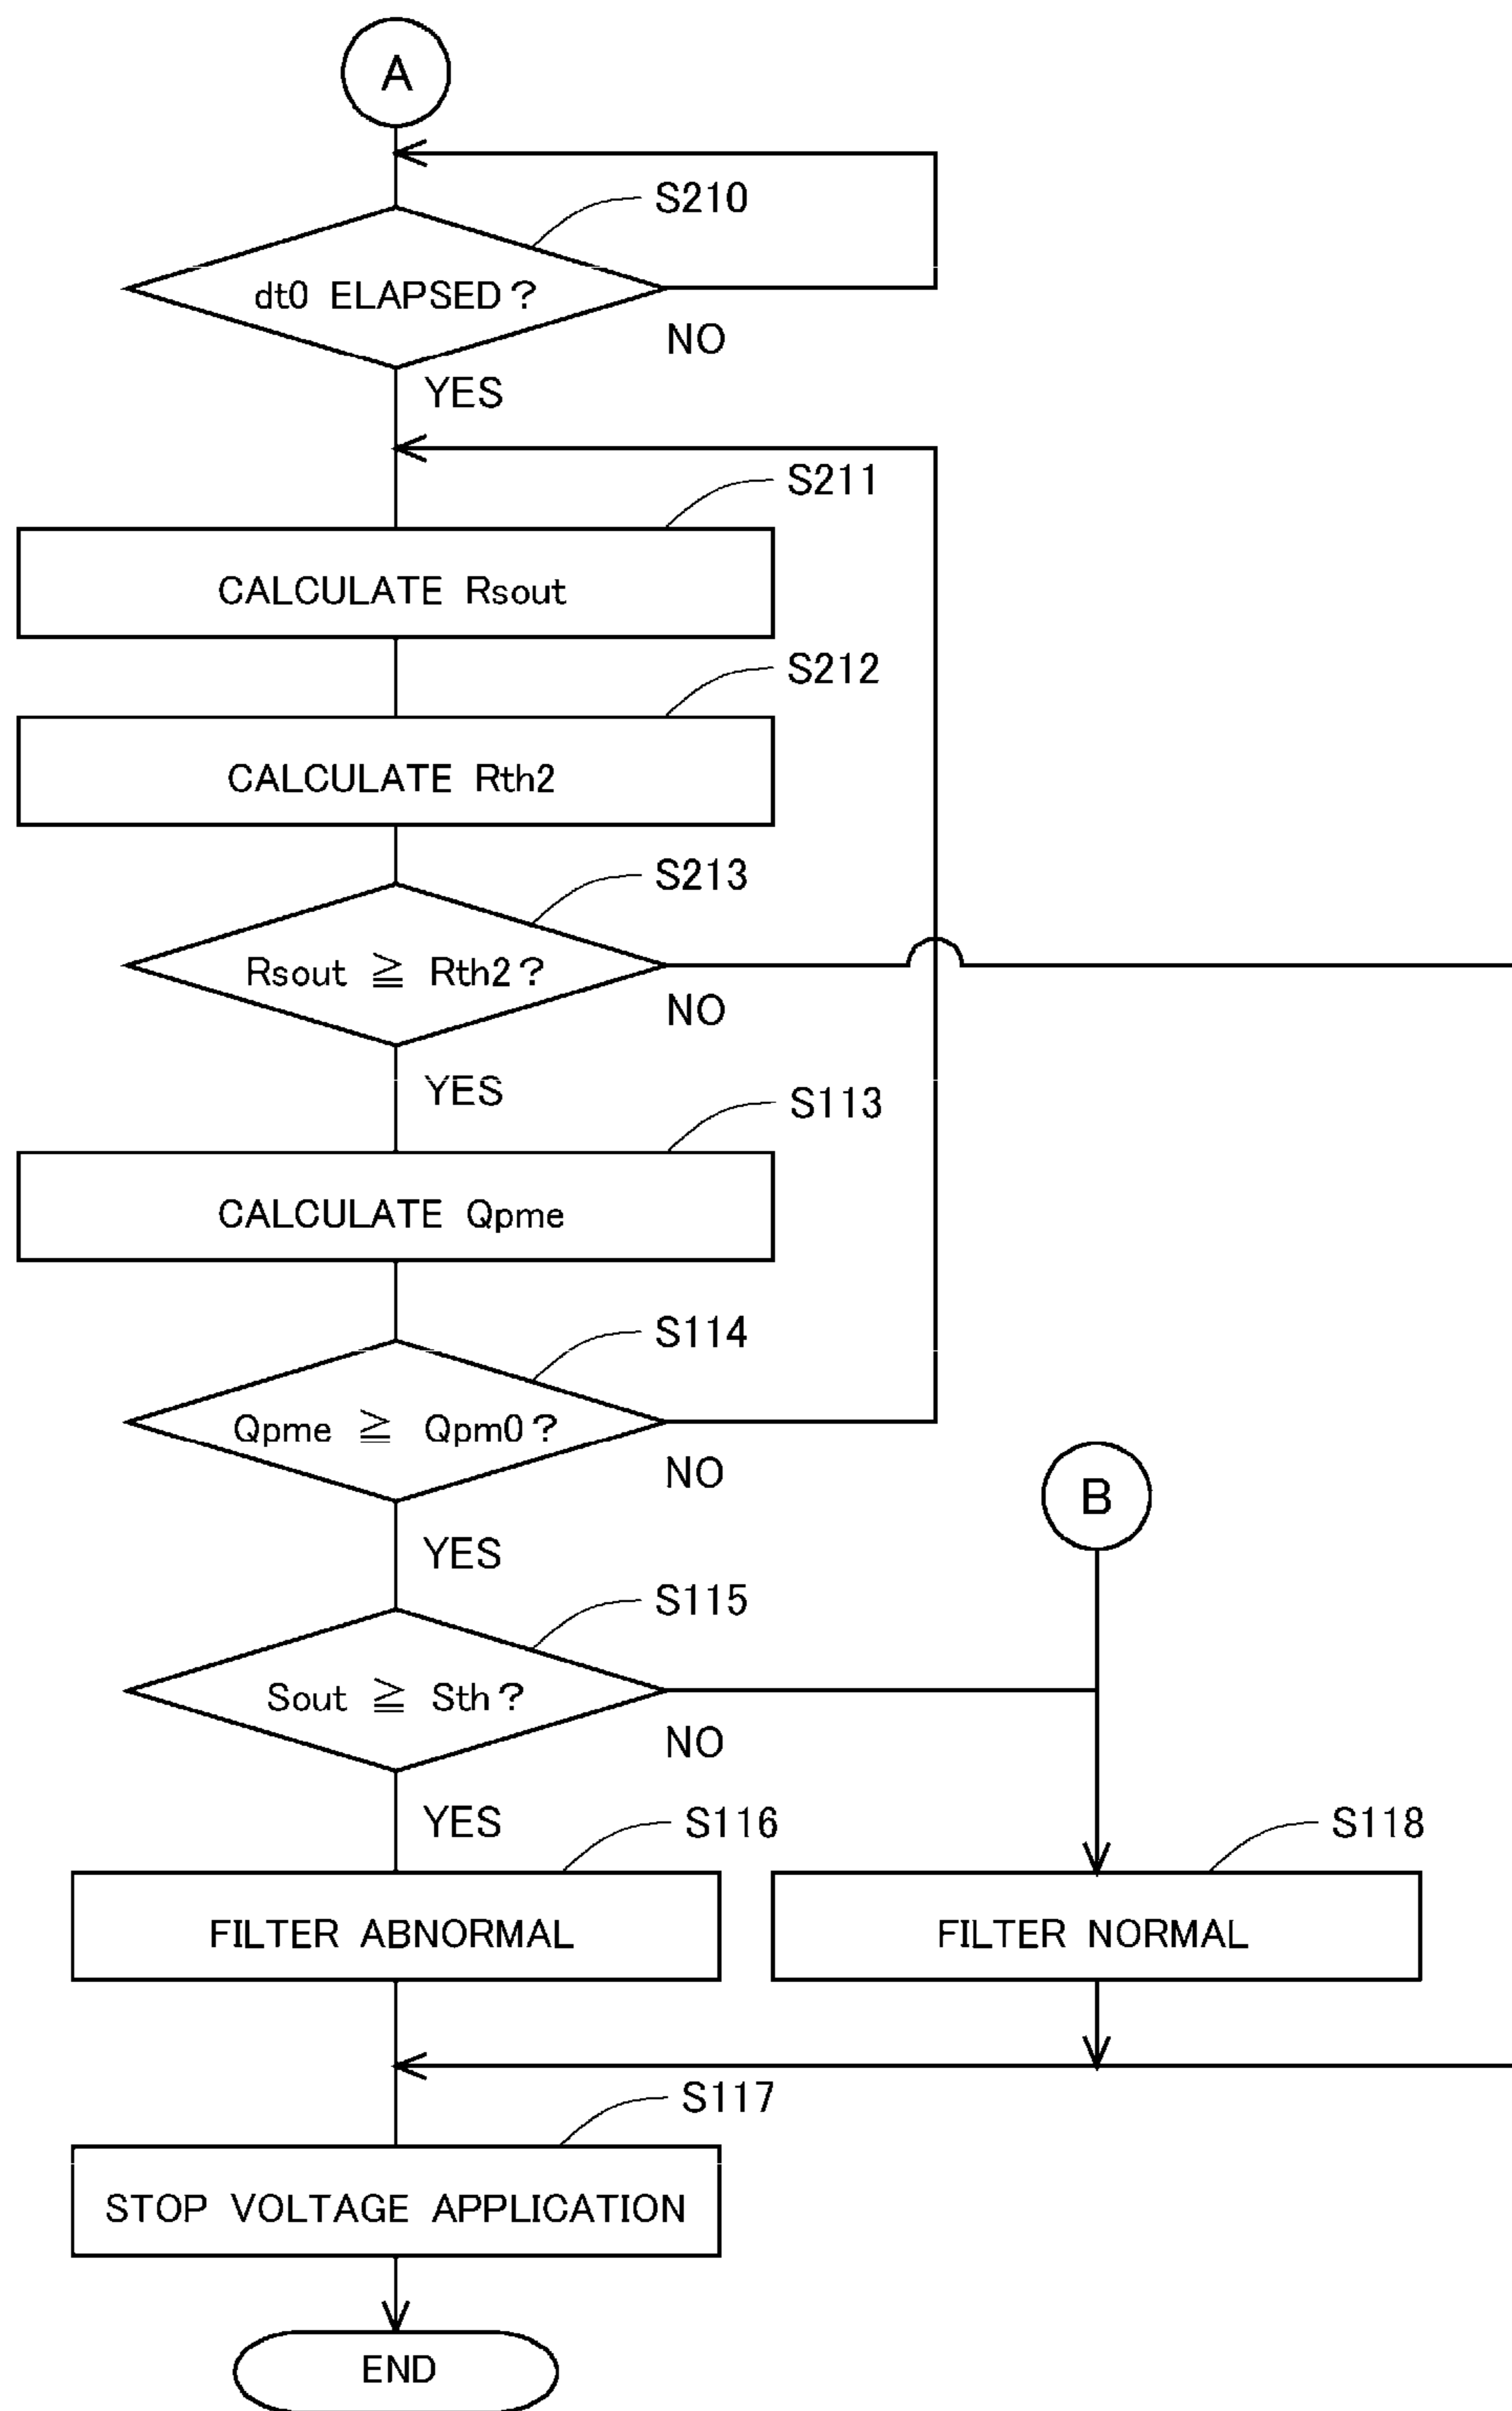 A
S210
dt0 ELAPSED?
NO
YES
S211
CALCULATE Rsout
S212
CALCULATE Rth2
S213
Rsout ≧ Rth2?
NO
YES
S113
CALCULATE Qpme
S114
Qpme ≧ Qpm0?
NO
B
YES
S115
Sout ≧ Sth?
NO
YES
S116
S118
FILTER ABNORMAL
FILTER NORMAL
S117
STOP VOLTAGE APPLICATION
END